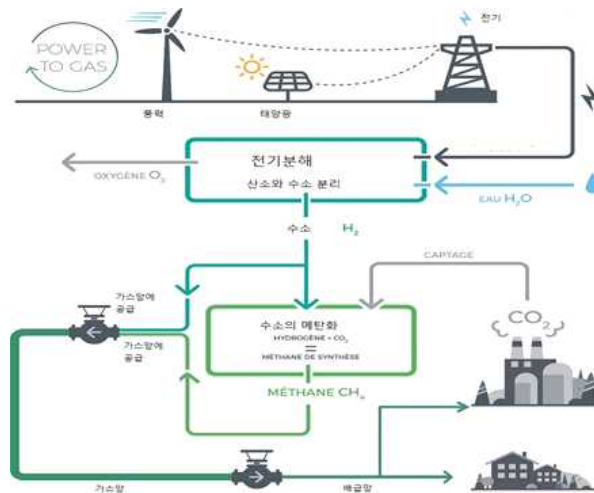 POWER
TO GAS
전기
풍력
태양광
전기분해
산소와 수소 분리
OXYGÈNE O₂
EAU H₂O
수소 H₂
CAPTAGE
가스망에
공급
가스망에
공급
수소의 메탄화
HYDROGÈNE + CO₂
=
MÉTHANE DE SYNTHÈSE
CO₂
MÉTHANE CH₄
가스망
배급망